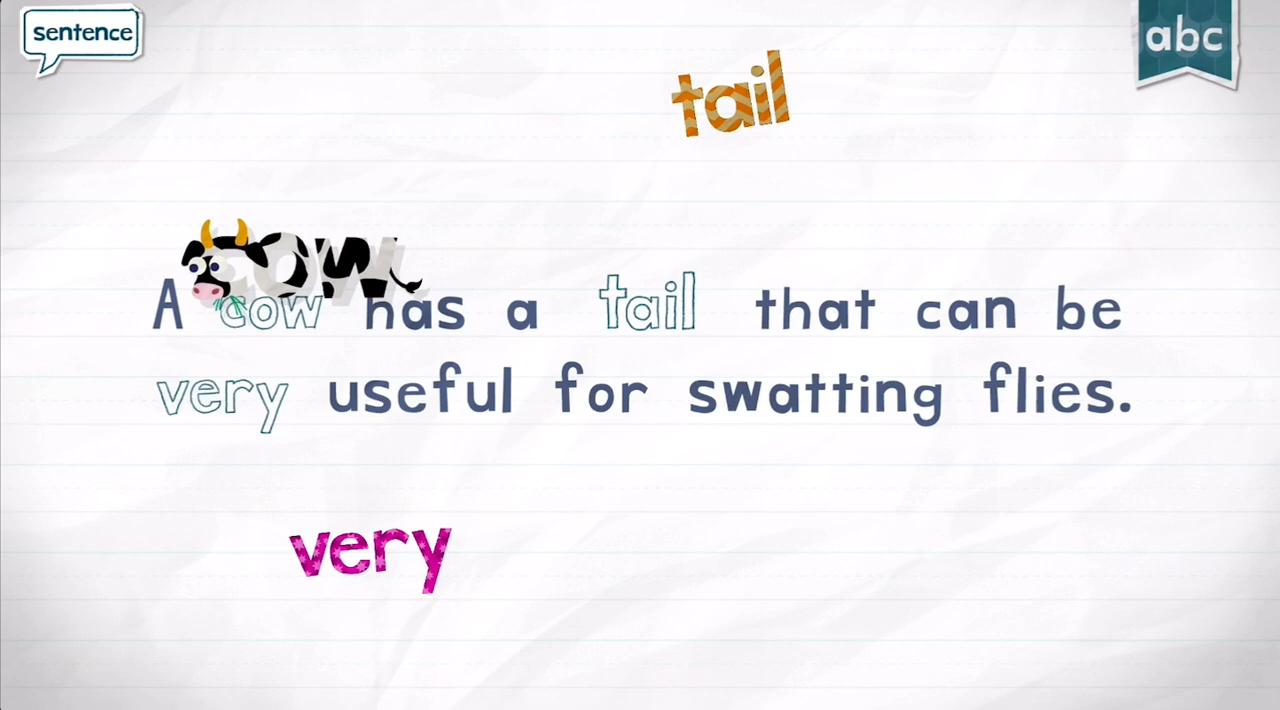 sentence
abc
tail
cow
A cow has a tail that can be
very useful for swatting flies.
very